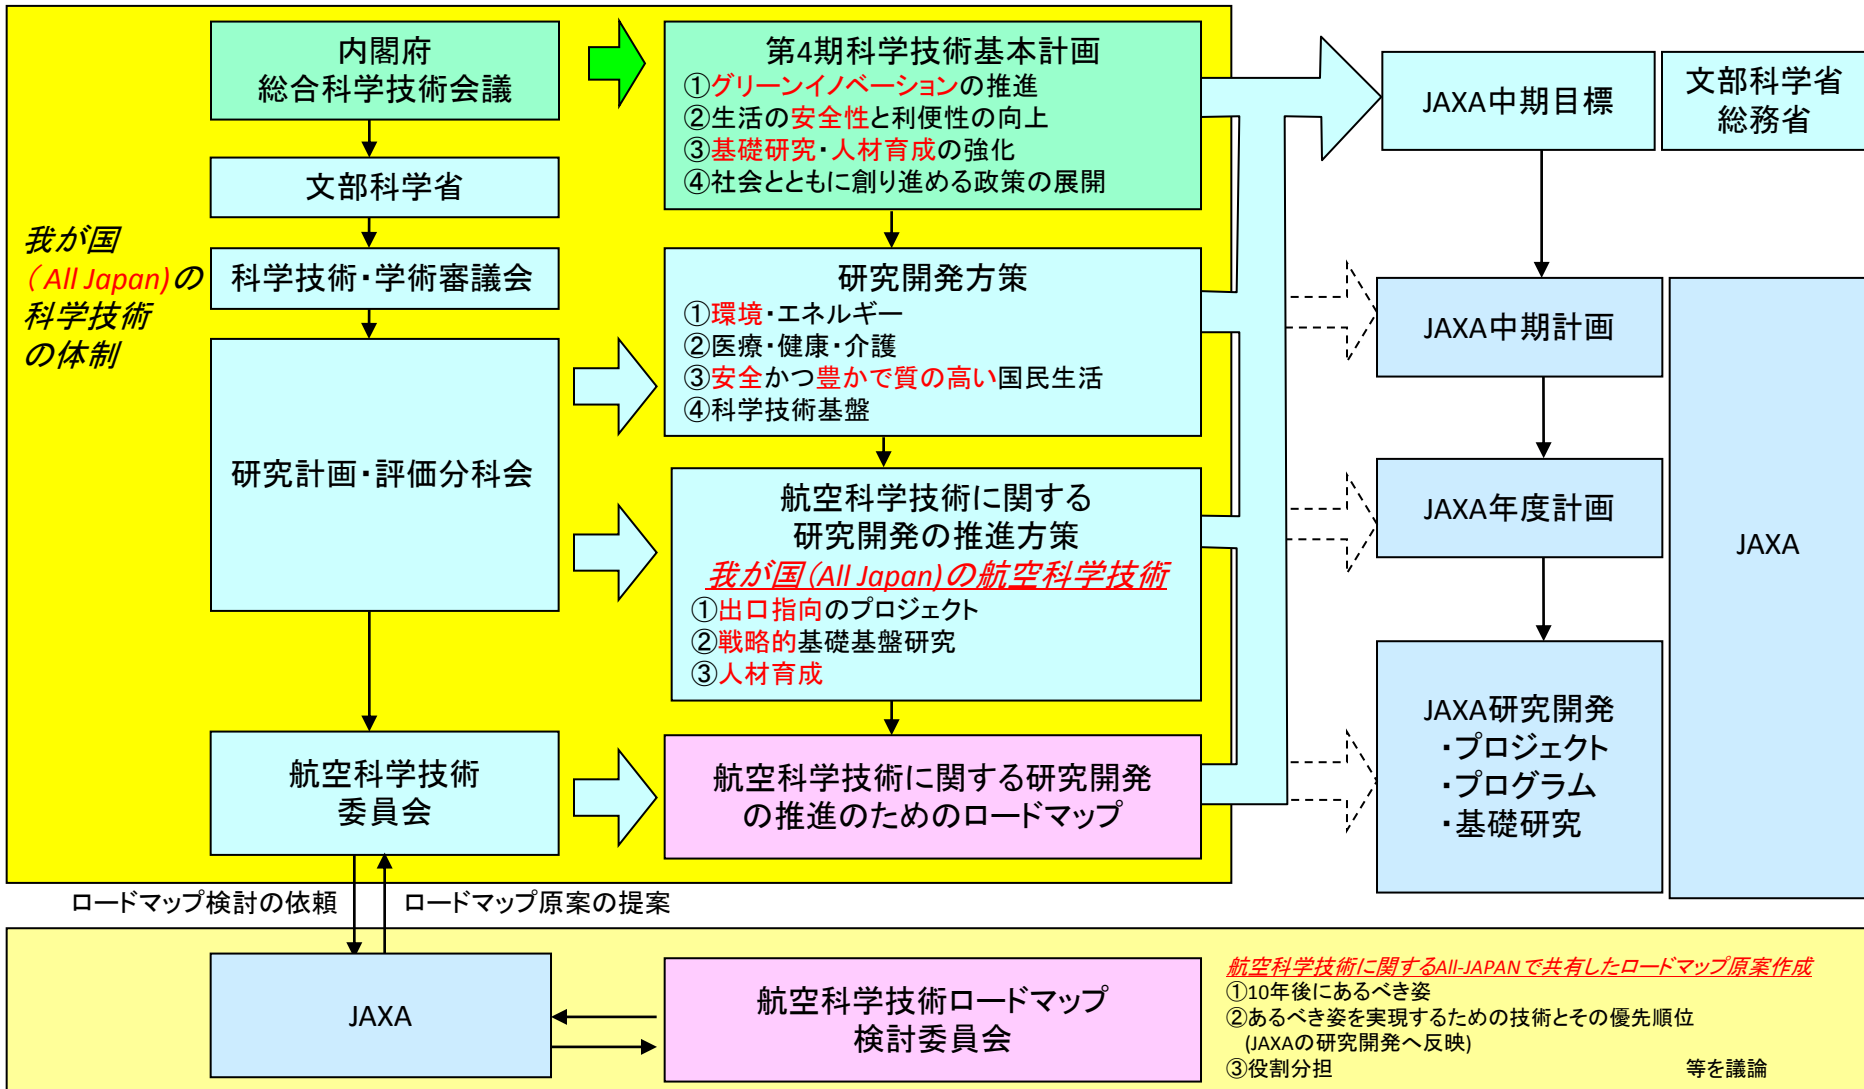 我が国
（All Japan)の
科学技術
の体制
内閣府
総合科学技術会議
文部科学省
科学技術・学術審議会
研究計画・評価分科会
航空科学技術
委員会
第4期科学技術基本計画
①グリーンイノベーションの推進
②生活の安全性と利便性の向上
③基礎研究・人材育成の強化
④社会とともに創り進める政策の展開
研究開発方策
①環境・エネルギー
②医療・健康・介護
③安全かつ豊かで質の高い国民生活
④科学技術基盤
航空科学技術に関する
研究開発の推進方策
我が国(All Japan)の航空科学技術
①出口指向のプロジェクト
②戦略的基礎基盤研究
③人材育成
航空科学技術に関する研究開発
の推進のためのロードマップ
JAXA中期目標
文部科学省
総務省
JAXA中期計画
JAXA年度計画
JAXA研究開発
・プロジェクト
・プログラム
・基礎研究
JAXA
ロードマップ検討の依頼
ロードマップ原案の提案
JAXA
航空科学技術ロードマップ
検討委員会
航空科学技術に関するAll-JAPANで共有したロードマップ原案作成
①10年後にあるべき姿
②あるべき姿を実現するための技術とその優先順位
(JAXAの研究開発へ反映)
③役割分担　　　等を議論